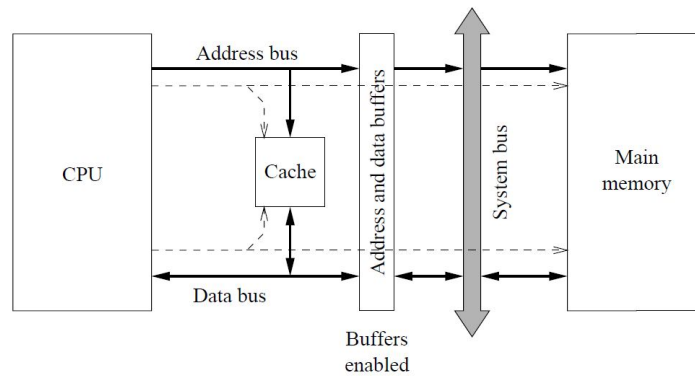 Address bus
CPU
Cache
Data bus
Address and data buffers
Buffers
enabled
System bus
Main
memory